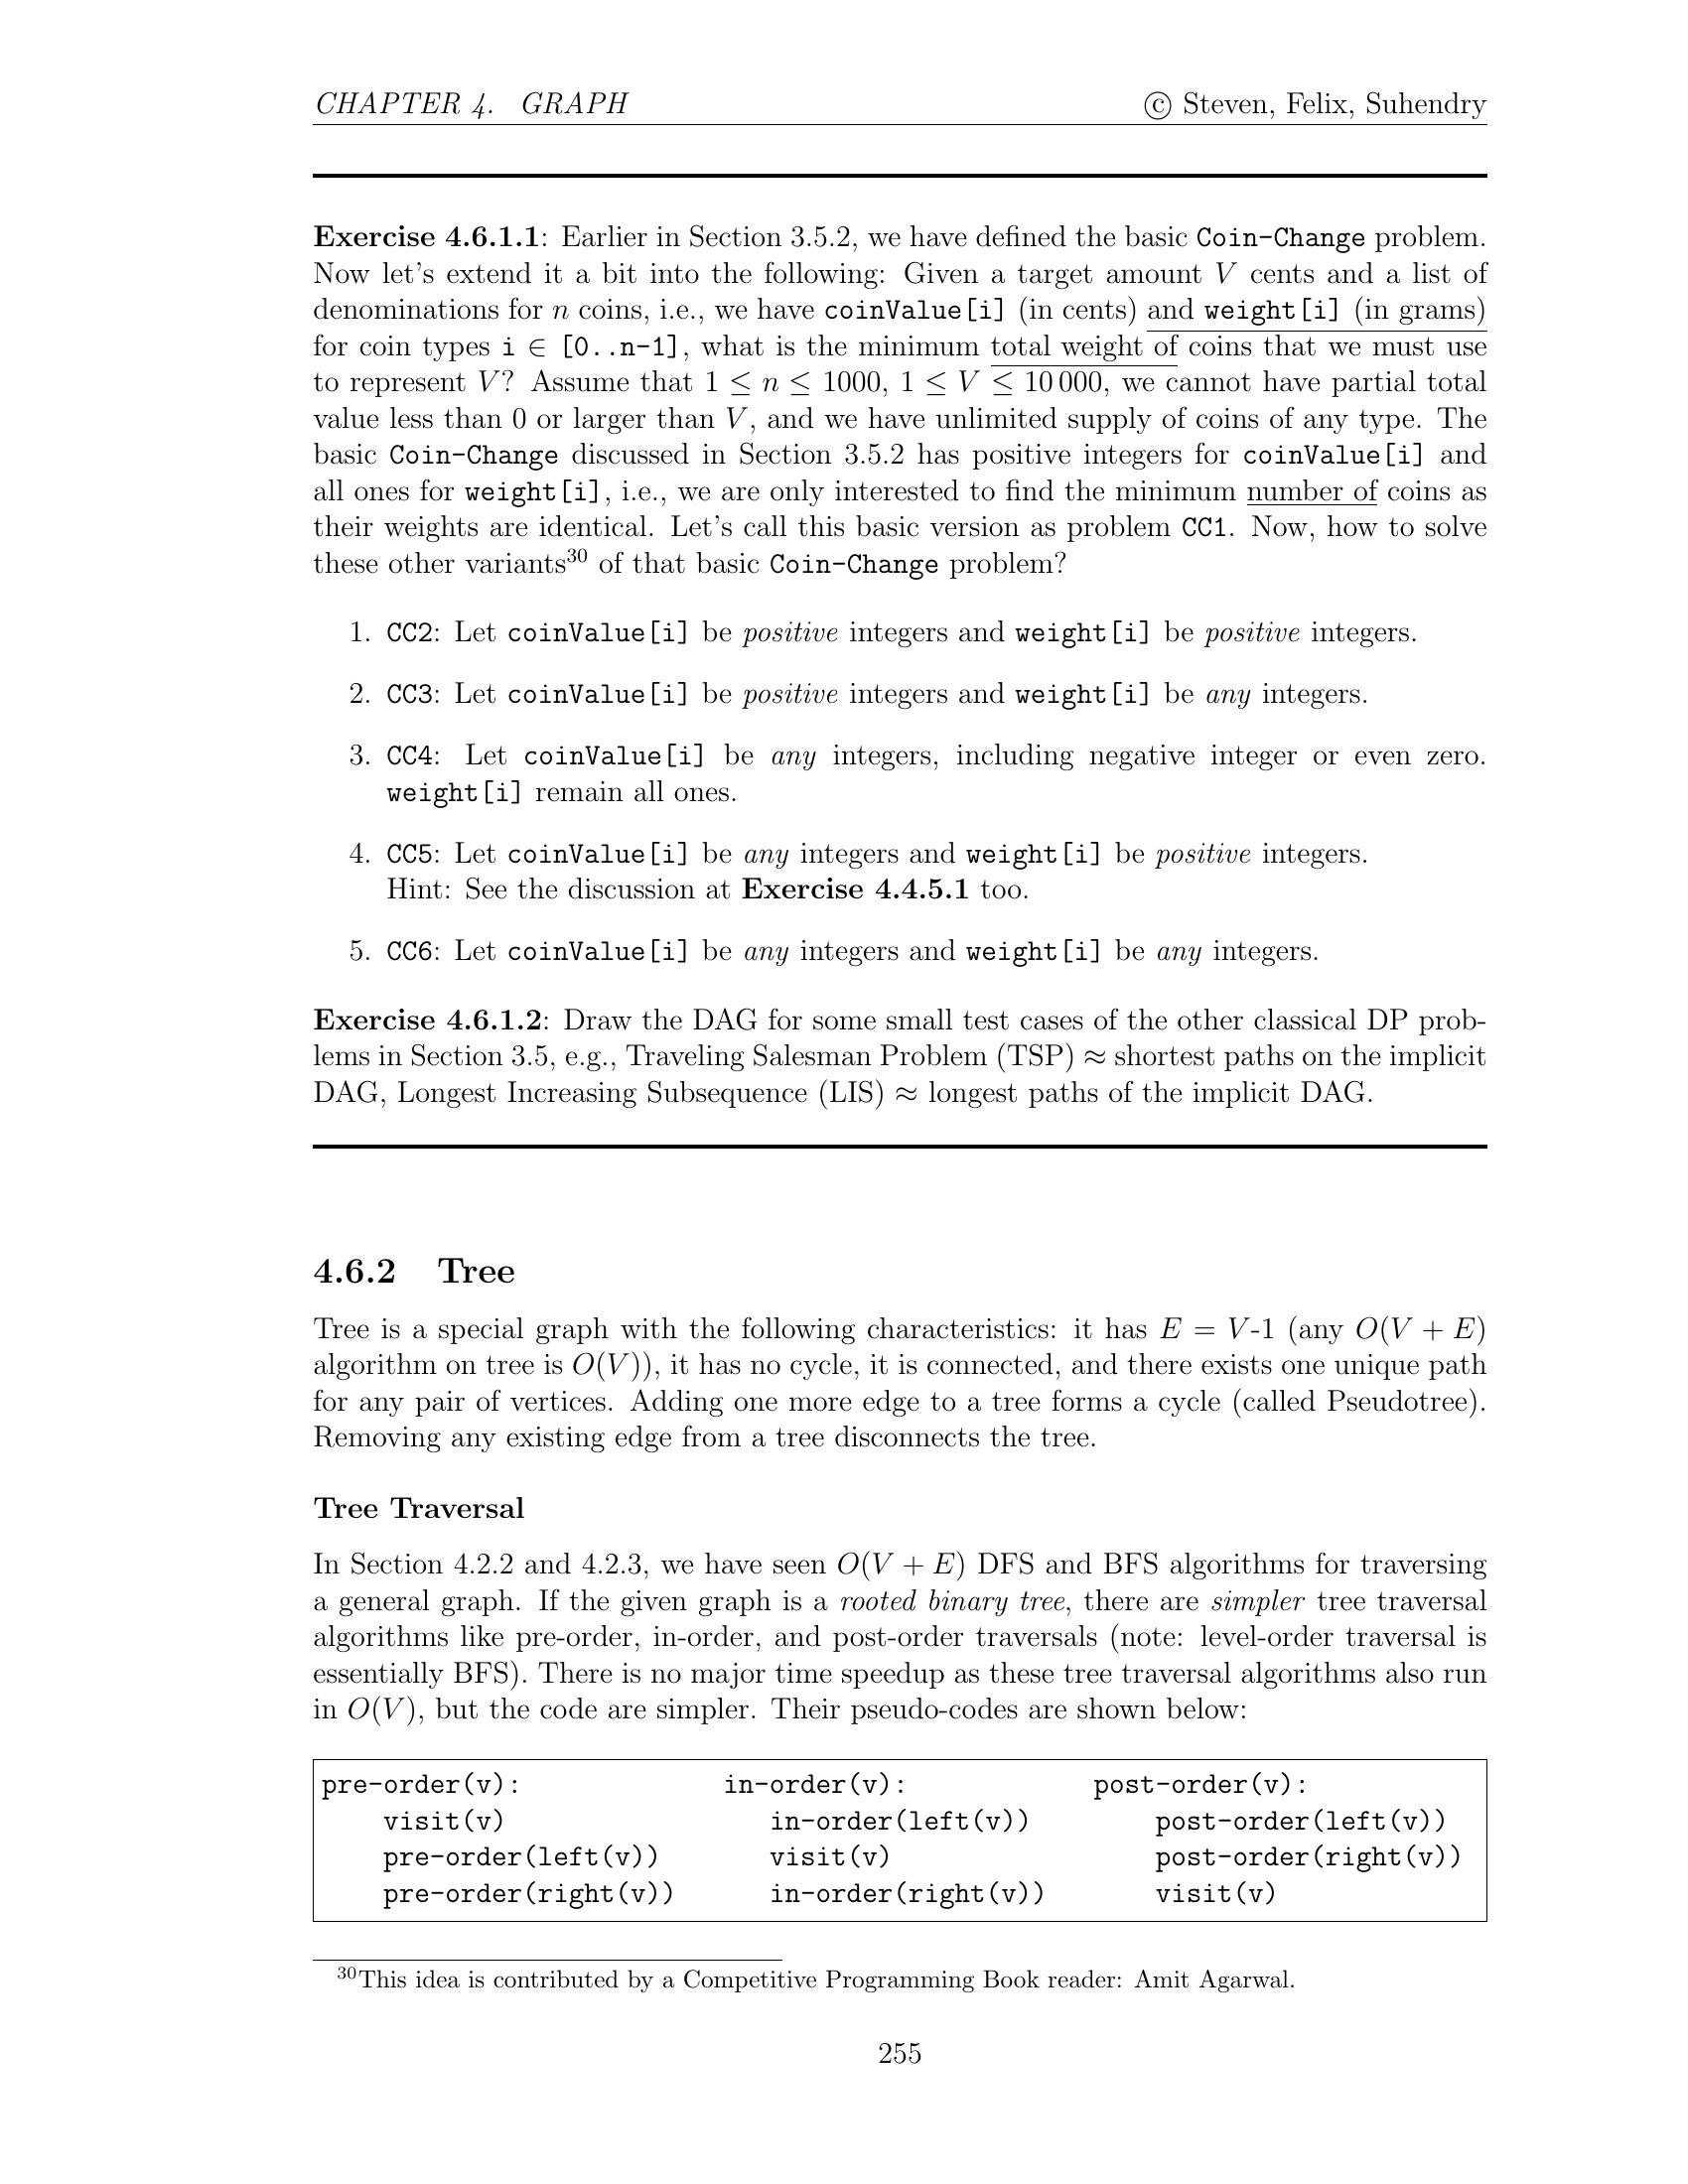 CHAPTER 4. GRAPH © Steven, Felix, Suhendry
Exercise 4.6.1.1: Earlier in Section 3.5.2, we have defined the basic Coin-Change problem.
Now let's extend it a bit into the following: Given a target amount V cents and a list of
denominations for n coins, i.e., we have coinValue[i] (in cents) and weight[i] (in grams)
for coin types i ∈ [0..n-1], what is the minimum total weight of coins that we must use
to represent V? Assume that 1 ≤ n ≤ 1000, 1 ≤ V ≤ 10 000, we cannot have partial total
value less than 0 or larger than V, and we have unlimited supply of coins of any type. The
basic Coin-Change discussed in Section 3.5.2 has positive integers for coinValue[i] and
all ones for weight[i], i.e., we are only interested to find the minimum number of coins as
their weights are identical. Let's call this basic version as problem CC1. Now, how to solve
these other variants³⁰ of that basic Coin-Change problem?
1. CC2: Let coinValue[i] be positive integers and weight[i] be positive integers.
2. CC3: Let coinValue[i] be positive integers and weight[i] be any integers.
3. CC4: Let coinValue[i] be any integers, including negative integer or even zero.
weight[i] remain all ones.
4. CC5: Let coinValue[i] be any integers and weight[i] be positive integers.
Hint: See the discussion at Exercise 4.4.5.1 too.
5. CC6: Let coinValue[i] be any integers and weight[i] be any integers.
Exercise 4.6.1.2: Draw the DAG for some small test cases of the other classical DP prob-
lems in Section 3.5, e.g., Traveling Salesman Problem (TSP) ≈ shortest paths on the implicit
DAG, Longest Increasing Subsequence (LIS) ≈ longest paths of the implicit DAG.
4.6.2 Tree
Tree is a special graph with the following characteristics: it has E = V-1 (any O(V + E)
algorithm on tree is O(V)), it has no cycle, it is connected, and there exists one unique path
for any pair of vertices. Adding one more edge to a tree forms a cycle (called Pseudotree).
Removing any existing edge from a tree disconnects the tree.
Tree Traversal
In Section 4.2.2 and 4.2.3, we have seen O(V + E) DFS and BFS algorithms for traversing
a general graph. If the given graph is a rooted binary tree, there are simpler tree traversal
algorithms like pre-order, in-order, and post-order traversals (note: level-order traversal is
essentially BFS). There is no major time speedup as these tree traversal algorithms also run
in O(V), but the code are simpler. Their pseudo-codes are shown below:
pre-order(v): in-order(v): post-order(v):
visit(v) in-order(left(v)) post-order(left(v))
pre-order(left(v)) visit(v) post-order(right(v))
pre-order(right(v)) in-order(right(v)) visit(v)
³⁰This idea is contributed by a Competitive Programming Book reader: Amit Agarwal.
255